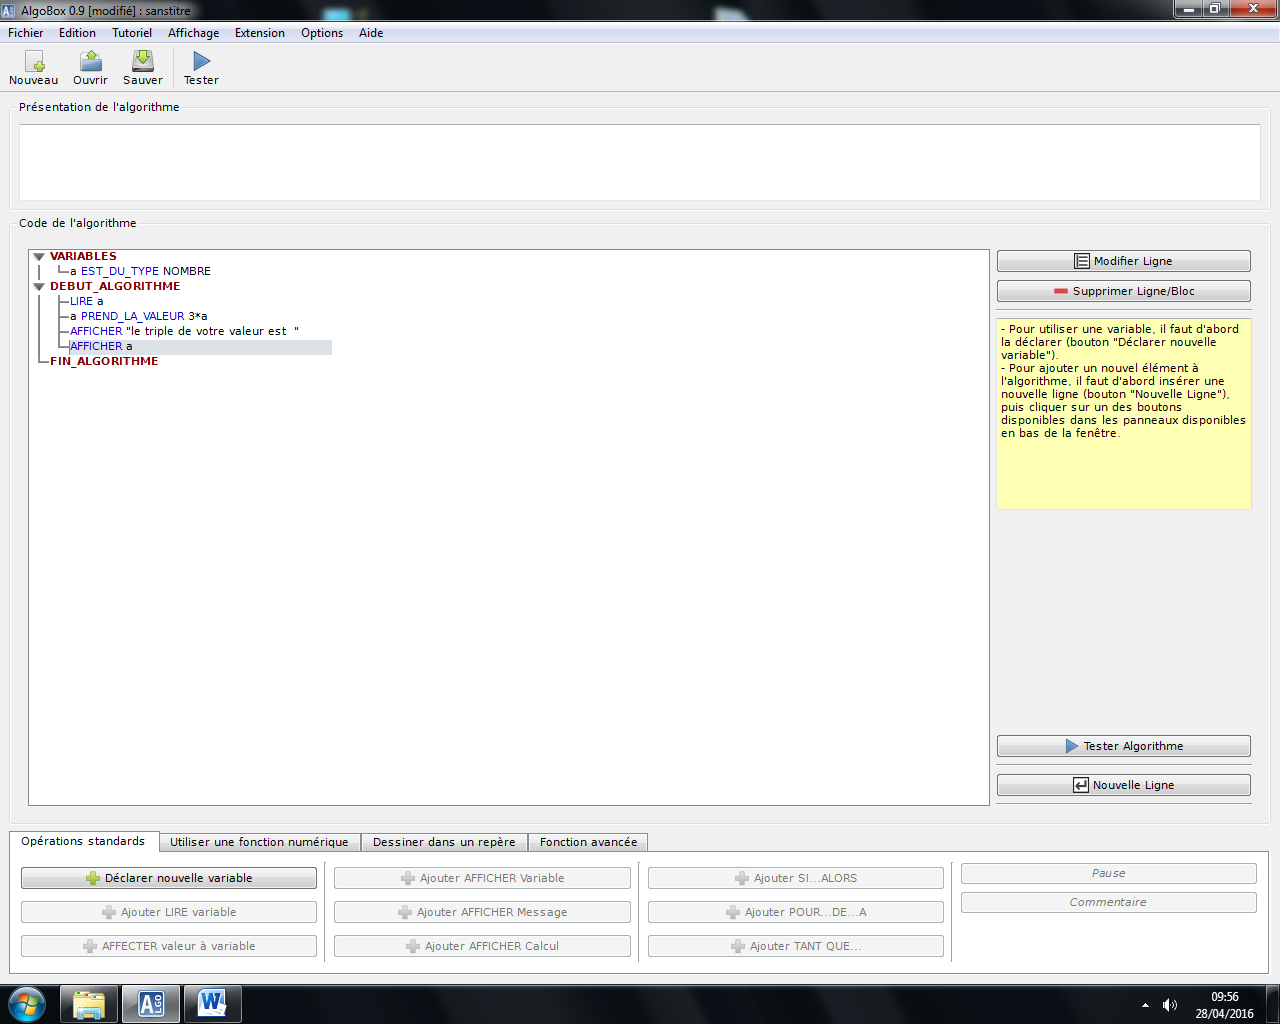 AlgoBox 0.9 [modifié] : sanstitre
Fichier Edition Tutoriel Affichage Extension Options Aide
Nouveau Ouvrir Sauver Tester
Présentation de l'algorithme
Code de l'algorithme
VARIABLES
a EST_DU_TYPE NOMBRE
DEBUT_ALGORITHME
LIRE a
a PREND_LA_VALEUR 3*a
AFFICHER "le triple de votre valeur est  "
AFFICHER a
FIN_ALGORITHME
Modifier Ligne
Supprimer Ligne/Bloc
- Pour utiliser une variable, il faut d'abord
la déclarer (bouton "Déclarer nouvelle
variable").
- Pour ajouter un nouvel élément à
l'algorithme, il faut d'abord insérer une
nouvelle ligne (bouton "Nouvelle Ligne"),
puis cliquer sur un des boutons
disponibles dans les panneaux disponibles
en bas de la fenêtre.
Tester Algorithme
Nouvelle Ligne
Opérations standards Utiliser une fonction numérique Dessiner dans un repère Fonction avancée
Déclarer nouvelle variable Ajouter AFFICHER Variable Ajouter SI...ALORS Pause
Ajouter LIRE variable Ajouter AFFICHER Message Ajouter POUR...DE...A Commentaire
AFFECTER valeur à variable Ajouter AFFICHER Calcul Ajouter TANT QUE...
09:56
28/04/2016